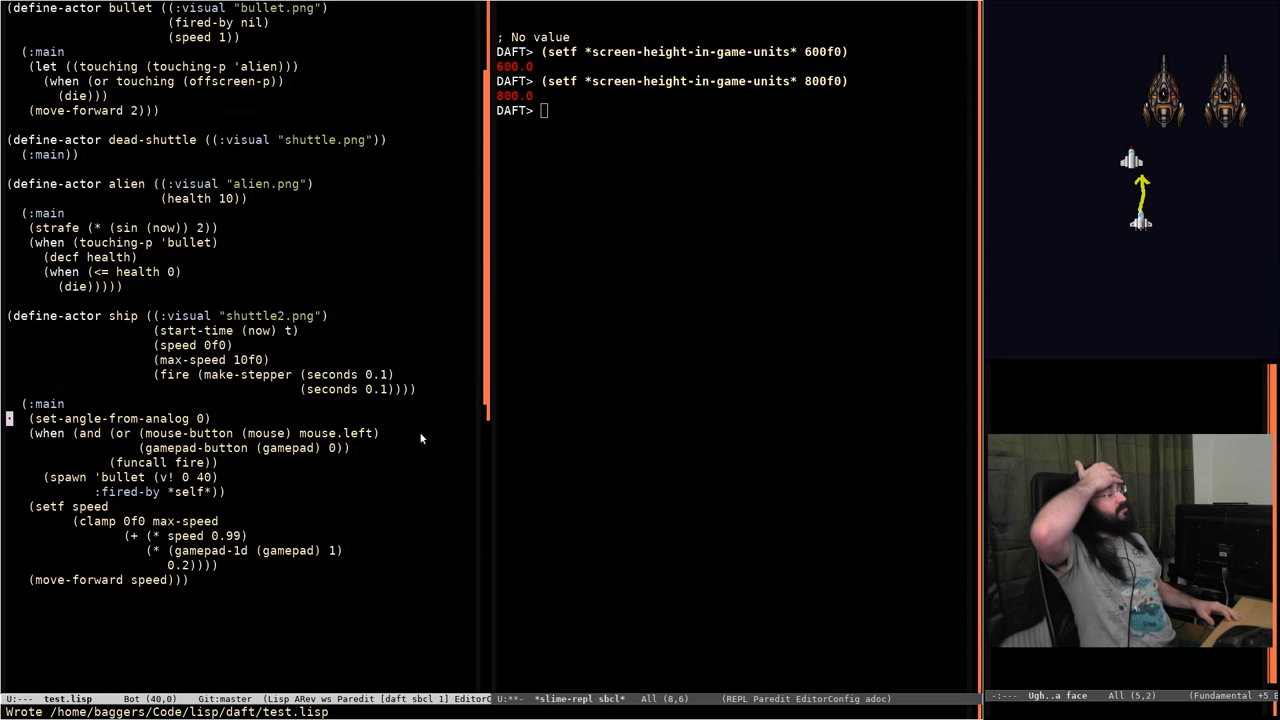 (define-actor bullet ((:visual "bullet.png")
(fired-by nil)
(speed 1))
(:main
(let ((touching (touching-p 'alien)))
(when (or touching (offscreen-p))
(die)))
(move-forward 2)))
(define-actor dead-shuttle ((:visual "shuttle.png"))
(:main))
(define-actor alien ((:visual "alien.png")
(health 10))
(:main
(strafe (* (sin (now)) 2))
(when (touching-p 'bullet)
(decf health)
(when (<= health 0)
(die)))))
(define-actor ship ((:visual "shuttle2.png")
(start-time (now) t)
(speed 0f0)
(max-speed 10f0)
(fire (make-stepper (seconds 0.1)
(seconds 0.1))))
(:main
(set-angle-from-analog 0)
(when (and (or (mouse-button (mouse) mouse.left)
(gamepad-button (gamepad) 0))
(funcall fire))
(spawn 'bullet (v! 0 40)
:fired-by *self*))
(setf speed
(clamp 0f0 max-speed
(+ (* speed 0.99)
(* (gamepad-1d (gamepad) 1)
0.2))))
(move-forward speed)))
U:--- test.lisp Bot (40,0) Git:master (Lisp ARev ws Paredit [daft sbcl 1] EditorC
Wrote /home/baggers/Code/lisp/daft/test.lisp
; No value
DAFT> (setf *screen-height-in-game-units* 600f0)
600.0
DAFT> (setf *screen-height-in-game-units* 800f0)
800.0
DAFT>
U:**- *slime-repl sbcl* All (8,6) (REPL Paredit EditorConfig adoc)
-:--- Ugh..a face All (5,2) (Fundamental +5 E